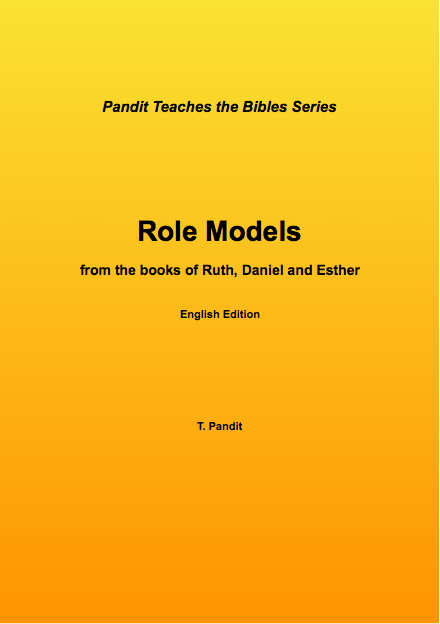 Pandit Teaches the Bibles Series
Role Models
from the books of Ruth, Daniel and Esther
English Edition
T. Pandit